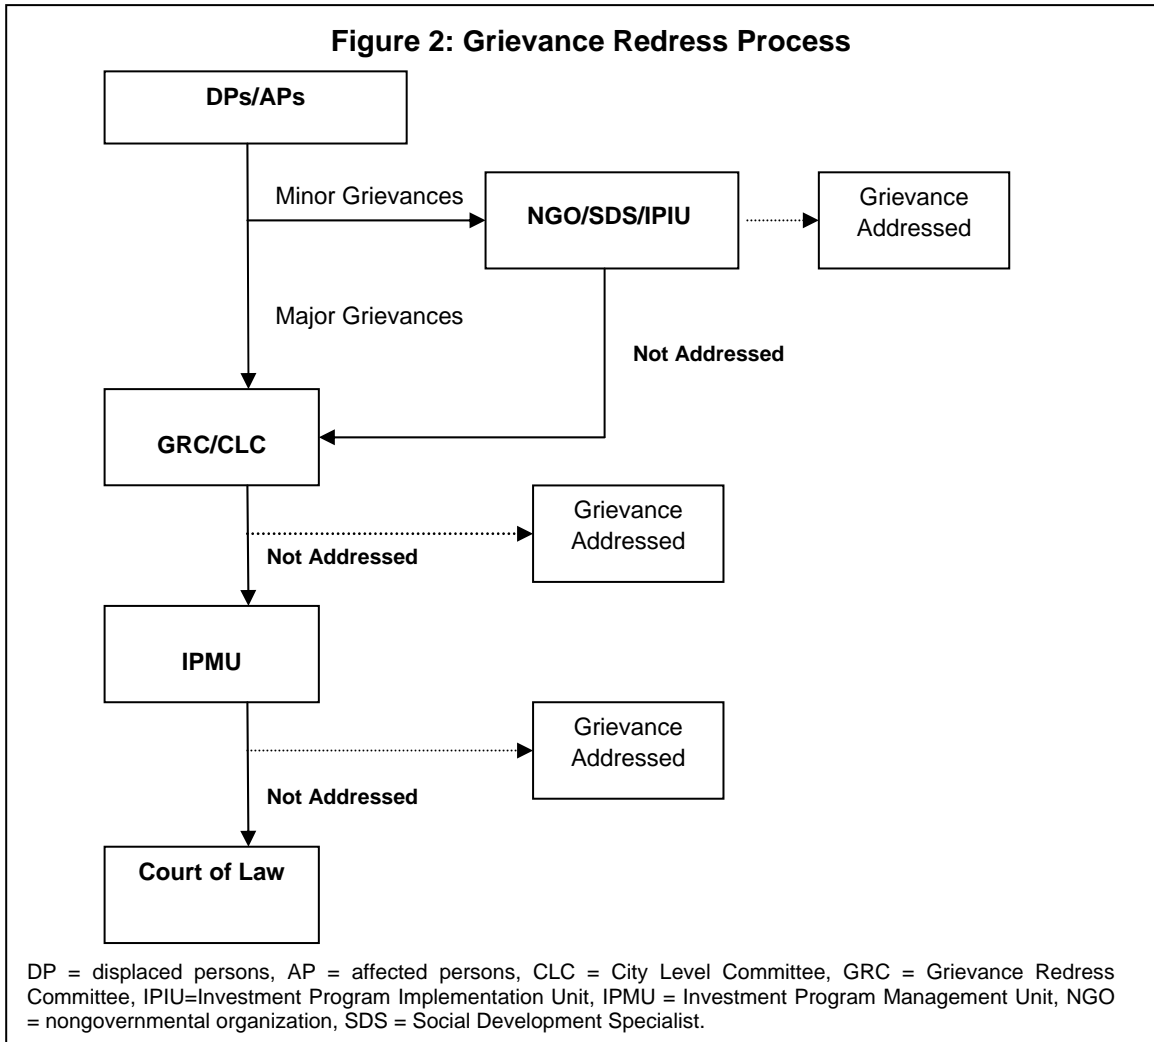 Figure 2: Grievance Redress Process
DPs/APs
Minor Grievances
NGO/SDS/IPIU
Grievance
Addressed
Major Grievances
Not Addressed
GRC/CLC
Grievance
Addressed
Not Addressed
IPMU
Grievance
Addressed
Not Addressed
Court of Law
DP = displaced persons, AP = affected persons, CLC = City Level Committee, GRC = Grievance Redress
Committee, IPIU=Investment Program Implementation Unit, IPMU = Investment Program Management Unit, NGO
= nongovernmental organization, SDS = Social Development Specialist.